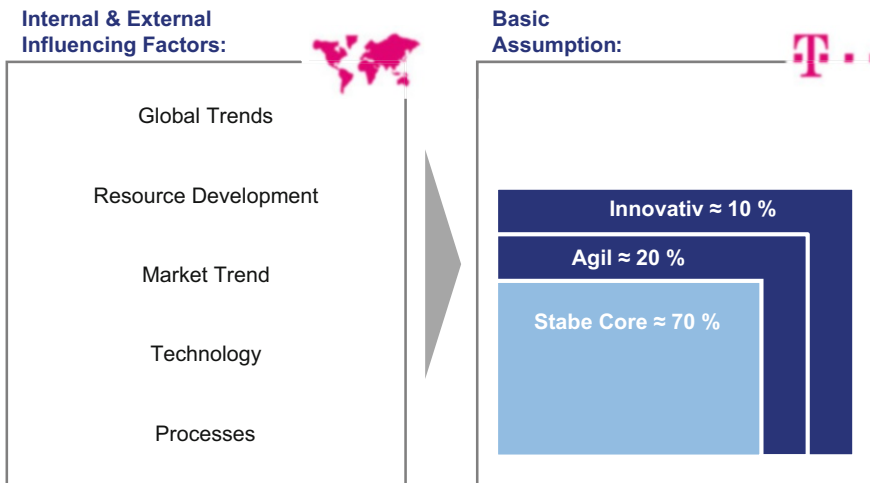 Internal & External
Influencing Factors:
Global Trends
Resource Development
Market Trend
Technology
Processes
Basic
Assumption:
T
Innovativ ≈ 10 %
Agil ≈ 20 %
Stabe Core ≈ 70 %